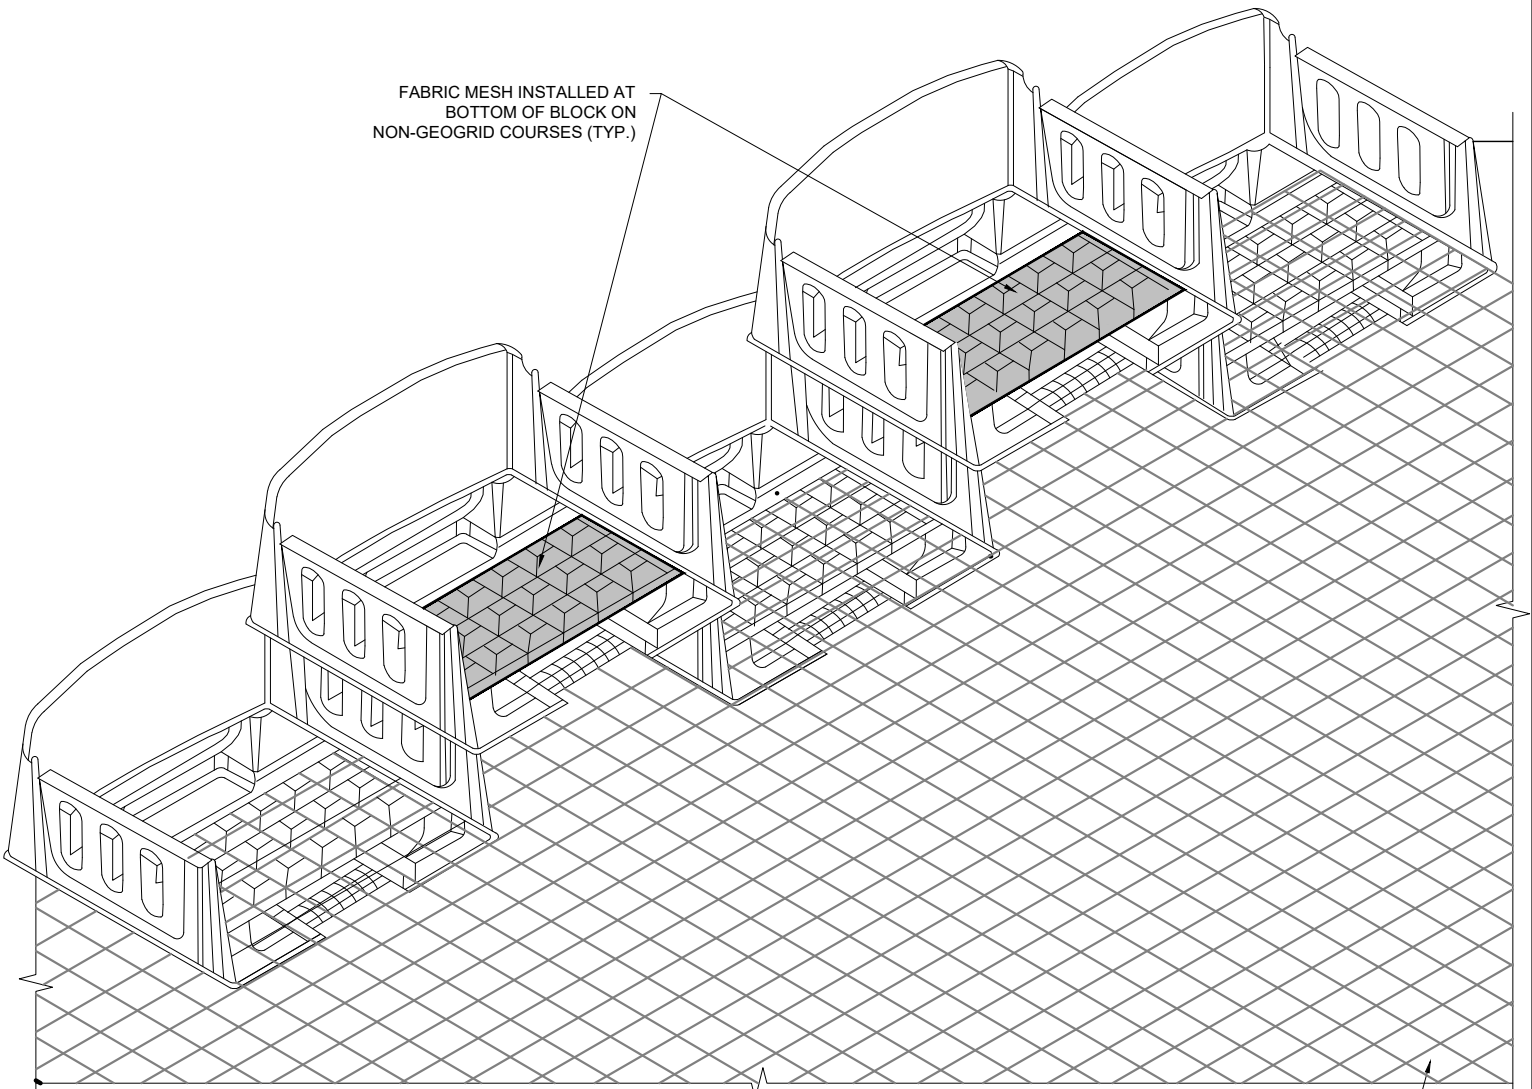 FABRIC MESH INSTALLED AT
BOTTOM OF BLOCK ON
NON-GEOGRID COURSES (TYP.)